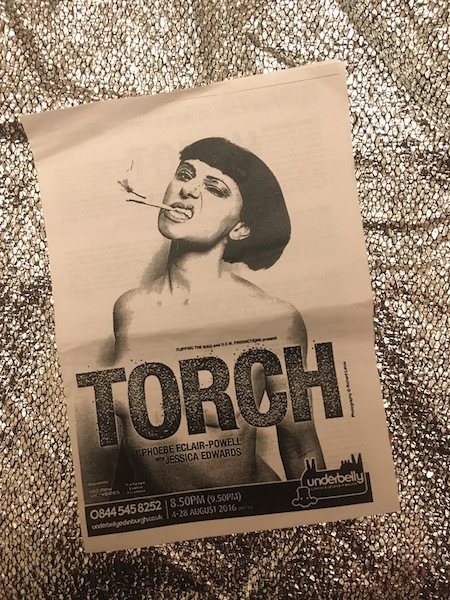 FLIPPING THE BIRD and D.E.M. PRODUCTIONS present
TORCH
BY PHOEBE ECLAIR-POWELL
WITH JESSICA EDWARDS
underbelly
0844 545 8252
underbellyedinburgh.co.uk
8.50PM (9.50PM)
4-28 AUGUST 2016